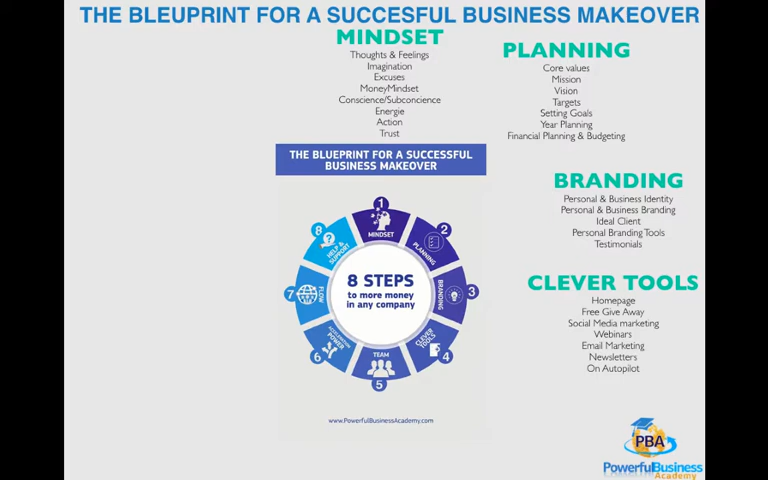 THE BLEUPRINT FOR A SUCCESFUL BUSINESS MAKEOVER
MINDSET
Thoughts & Feelings
Imagination
Excuses
MoneyMindset
Conscience/Subconcience
Energie
Action
Trust
PLANNING
Core values
Mission
Vision
Targets
Setting Goals
Year Planning
Financial Planning & Budgeting
BRANDING
Personal & Business Identity
Personal & Business Branding
Ideal Client
Personal Branding Tools
Testimonials
CLEVER TOOLS
Homepage
Free Give Away
Social Media marketing
Webinars
Email Marketing
Newsletters
On Autopilot
THE BLUEPRINT FOR A SUCCESSFUL
BUSINESS MAKEOVER
1
MINDSET
2
PLANNING
3
BRANDING
4
CLEVER
TOOLS
5
TEAM
6
POWER
7
FLOW
8
HELP &
SUPPORT
8 STEPS
to more money
in any company
www.PowerfulBusinessAcademy.com
PBA
PowerfulBusiness
Academy